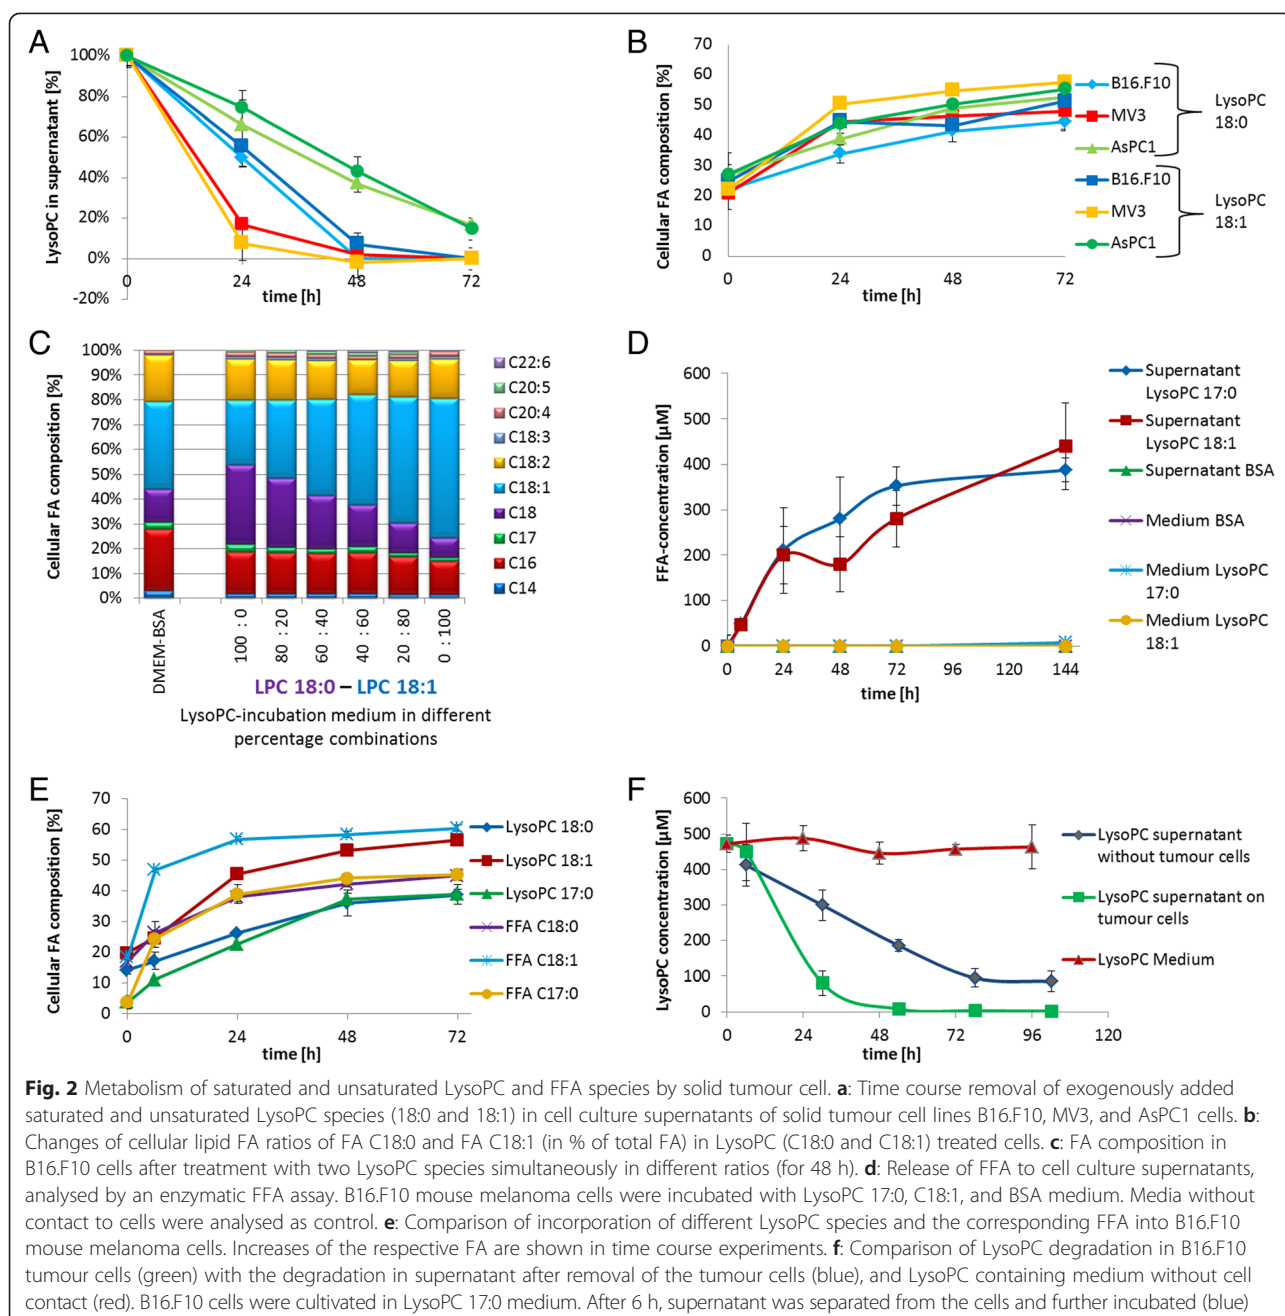 A
LysoPC in supernatant [%]
100%
80%
60%
40%
20%
0%
-20%
0 24 48 72
time [h]
B
Cellular FA composition [%]
70
60
50
40
30
20
10
0
0 24 48 72
time [h]
B16.F10
MV3
AsPC1
LysoPC 18:0
B16.F10
MV3
AsPC1
LysoPC 18:1
C
Cellular FA composition [%]
100%
90%
80%
70%
60%
50%
40%
30%
20%
10%
0%
DMEM-BSA
100 : 0
80 : 20
60 : 40
40 : 60
20 : 80
0 : 100
LPC 18:0 – LPC 18:1
LysoPC-incubation medium in different
percentage combinations
C22:6
C20:5
C20:4
C18:3
C18:2
C18:1
C18
C17
C16
C14
D
FFA-concentration [µM]
600
500
400
300
200
100
0
0 24 48 72 96 120 144
time [h]
Supernatant
LysoPC 17:0
Supernatant
LysoPC 18:1
Supernatant BSA
Medium BSA
Medium LysoPC
17:0
Medium LysoPC
18:1
E
Cellular FA composition [%]
70
60
50
40
30
20
10
0
0 24 48 72
time [h]
LysoPC 18:0
LysoPC 18:1
LysoPC 17:0
FFA C18:0
FFA C18:1
FFA C17:0
F
LysoPC concentration [µM]
600
500
400
300
200
100
0
0 24 48 72 96 120
time [h]
LysoPC supernatant
without tumour cells
LysoPC supernatant on
tumour cells
LysoPC Medium
Fig. 2 Metabolism of saturated and unsaturated LysoPC and FFA species by solid tumour cell. a: Time course removal of exogenously added
saturated and unsaturated LysoPC species (18:0 and 18:1) in cell culture supernatants of solid tumour cell lines B16.F10, MV3, and AsPC1 cells. b:
Changes of cellular lipid FA ratios of FA C18:0 and FA C18:1 (in % of total FA) in LysoPC (C18:0 and C18:1) treated cells. c: FA composition in
B16.F10 cells after treatment with two LysoPC species simultaneously in different ratios (for 48 h). d: Release of FFA to cell culture supernatants,
analysed by an enzymatic FFA assay. B16.F10 mouse melanoma cells were incubated with LysoPC 17:0, C18:1, and BSA medium. Media without
contact to cells were analysed as control. e: Comparison of incorporation of different LysoPC species and the corresponding FFA into B16.F10
mouse melanoma cells. Increases of the respective FA are shown in time course experiments. f: Comparison of LysoPC degradation in B16.F10
tumour cells (green) with the degradation in supernatant after removal of the tumour cells (blue), and LysoPC containing medium without cell
contact (red). B16.F10 cells were cultivated in LysoPC 17:0 medium. After 6 h, supernatant was separated from the cells and further incubated (blue)